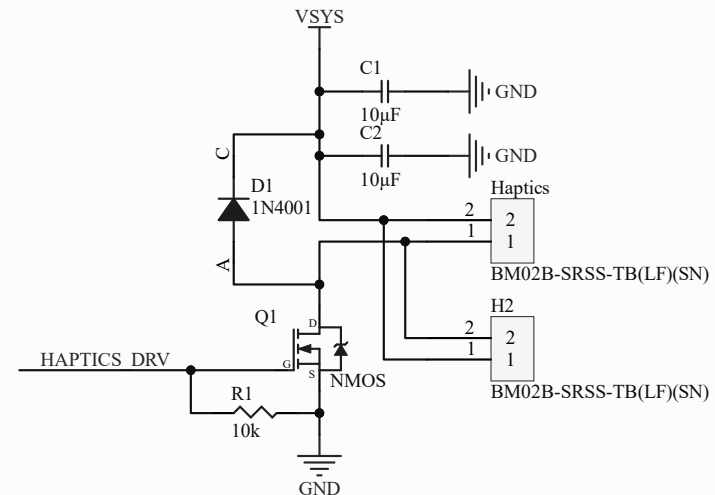 VSYS
C1
10µF
GND
C2
10µF
GND
C
D1
1N4001
A
Haptics
2 2
1 1
BM02B-SRSS-TB(LF)(SN)
H2
2 2
1 1
BM02B-SRSS-TB(LF)(SN)
Q1
D
G
S
NMOS
HAPTICS_DRV
R1
10k
GND